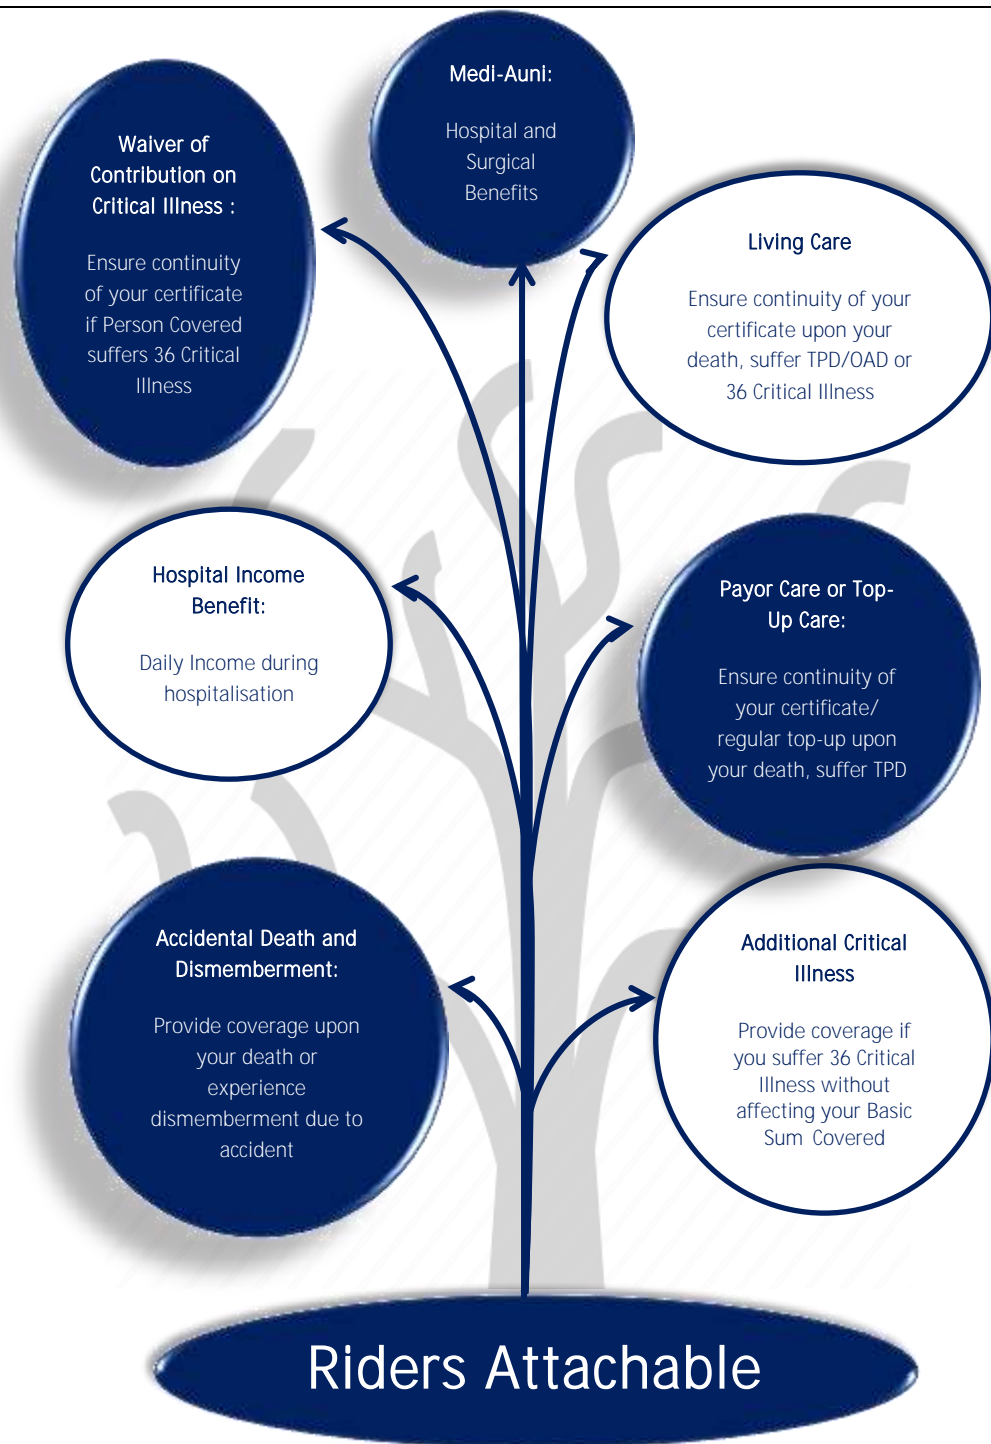 Medi-Auni:
Hospital and
Surgical
Benefits
Waiver of
Contribution on
Critical Illness :
Ensure continuity
of your certificate
if Person Covered
suffers 36 Critical
Illness
Living Care
Ensure continuity of your
certificate upon your
death, suffer TPD/OAD or
36 Critical Illness
Hospital Income
Benefit:
Daily Income during
hospitalisation
Payor Care or Top-
Up Care:
Ensure continuity of
your certificate/
regular top-up upon
your death, suffer TPD
Accidental Death and
Dismemberment:
Provide coverage upon
your death or
experience
dismemberment due to
accident
Additional Critical
Illness
Provide coverage if
you suffer 36 Critical
Illness without
affecting your Basic
Sum Covered
Riders Attachable